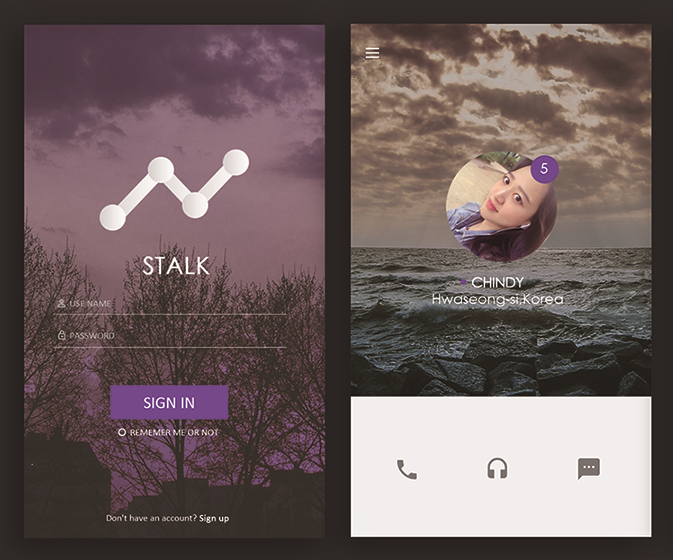 STALK
USE NAME
PASSWORD
SIGN IN
REMEMER ME OR NOT
Don't have an account? Sign up
5
CHINDY
Hwaseong-si,Korea